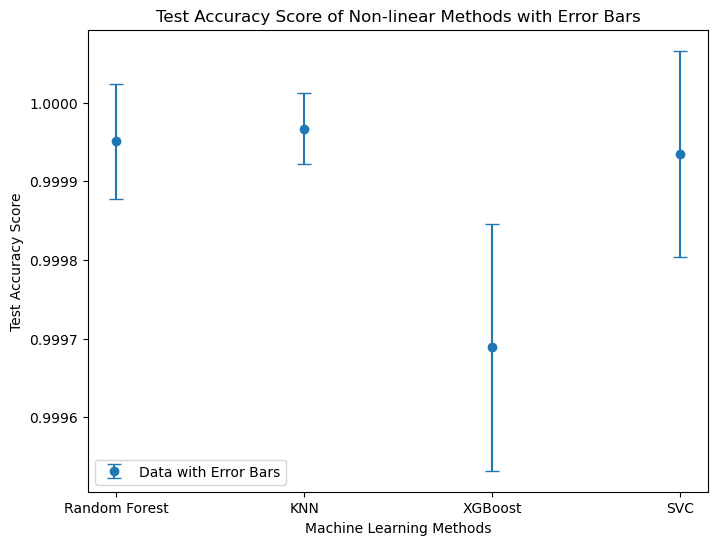 Test Accuracy Score of Non-linear Methods with Error Bars
Test Accuracy Score
1.0000
0.9999
0.9998
0.9997
0.9996
Data with Error Bars
Random Forest KNN XGBoost SVC
Machine Learning Methods